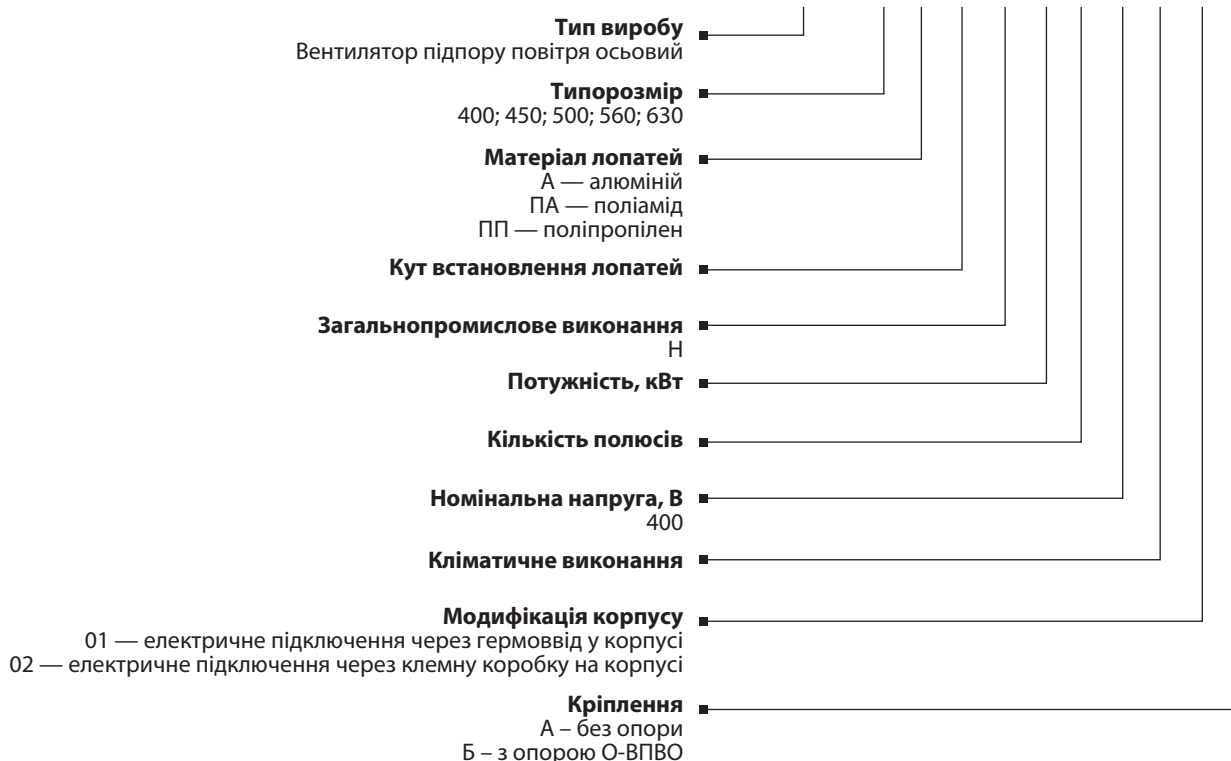 Тип виробу
Вентилятор підпору повітря осьовий
Типорозмір
400; 450; 500; 560; 630
Матеріал лопатей
А — алюміній
ПА — поліамід
ПП — поліпропілен
Кут встановлення лопатей
Загальнопромислове виконання
Н
Потужність, кВт
Кількість полюсів
Номінальна напруга, В
400
Кліматичне виконання
Модифікація корпусу
01 — електричне підключення через гермоввід у корпусі
02 — електричне підключення через клемну коробку на корпусі
Кріплення
А – без опори
Б – з опорою О-ВПВО